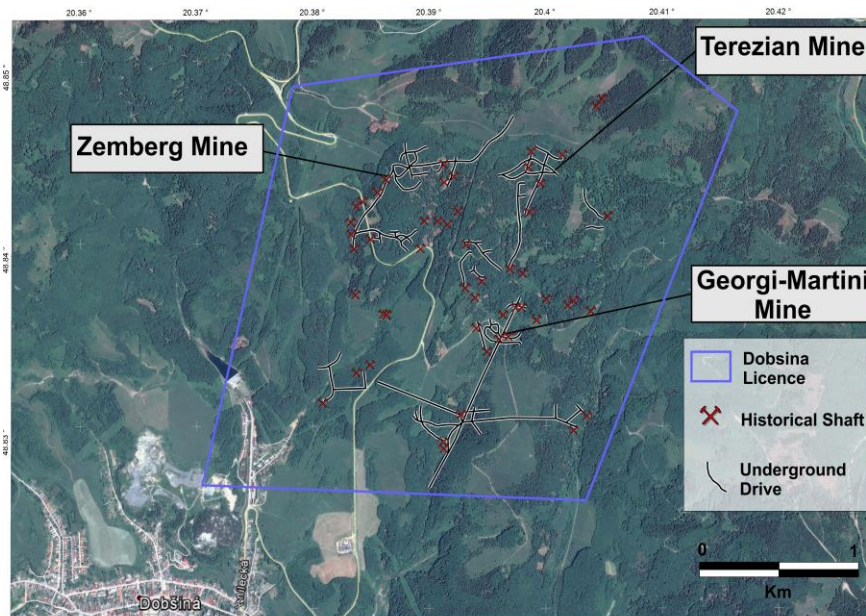 20.36 °
20.37 °
20.38 °
20.39 °
20.4 °
20.41 °
20.42 °
48.85 °
48.84 °
48.83 °
Terezian Mine
Zemberg Mine
Georgi-Martini
Mine
Dobsina
Licence
Historical Shaft
Underground
Drive
0 1
Km
Dobšiná